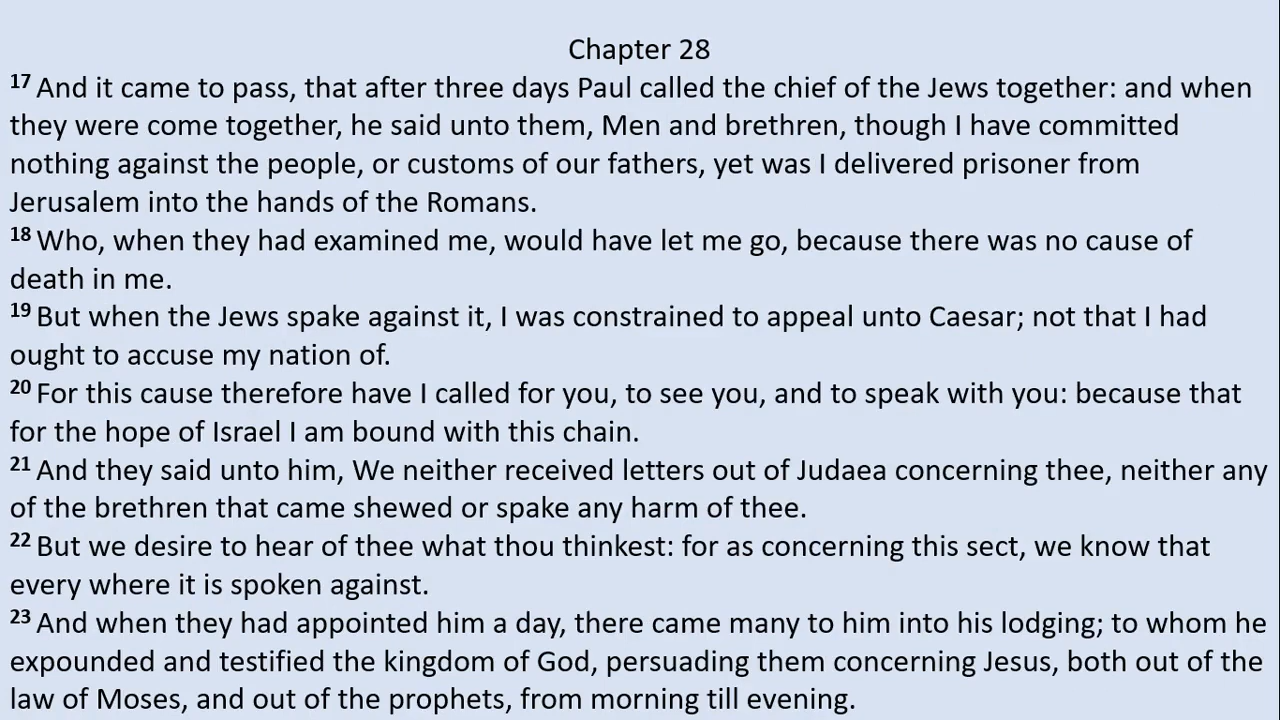 Chapter 28
17 And it came to pass, that after three days Paul called the chief of the Jews together: and when
they were come together, he said unto them, Men and brethren, though I have committed
nothing against the people, or customs of our fathers, yet was I delivered prisoner from
Jerusalem into the hands of the Romans.
18 Who, when they had examined me, would have let me go, because there was no cause of
death in me.
19 But when the Jews spake against it, I was constrained to appeal unto Caesar; not that I had
ought to accuse my nation of.
20 For this cause therefore have I called for you, to see you, and to speak with you: because that
for the hope of Israel I am bound with this chain.
21 And they said unto him, We neither received letters out of Judaea concerning thee, neither any
of the brethren that came shewed or spake any harm of thee.
22 But we desire to hear of thee what thou thinkest: for as concerning this sect, we know that
every where it is spoken against.
23 And when they had appointed him a day, there came many to him into his lodging; to whom he
expounded and testified the kingdom of God, persuading them concerning Jesus, both out of the
law of Moses, and out of the prophets, from morning till evening.